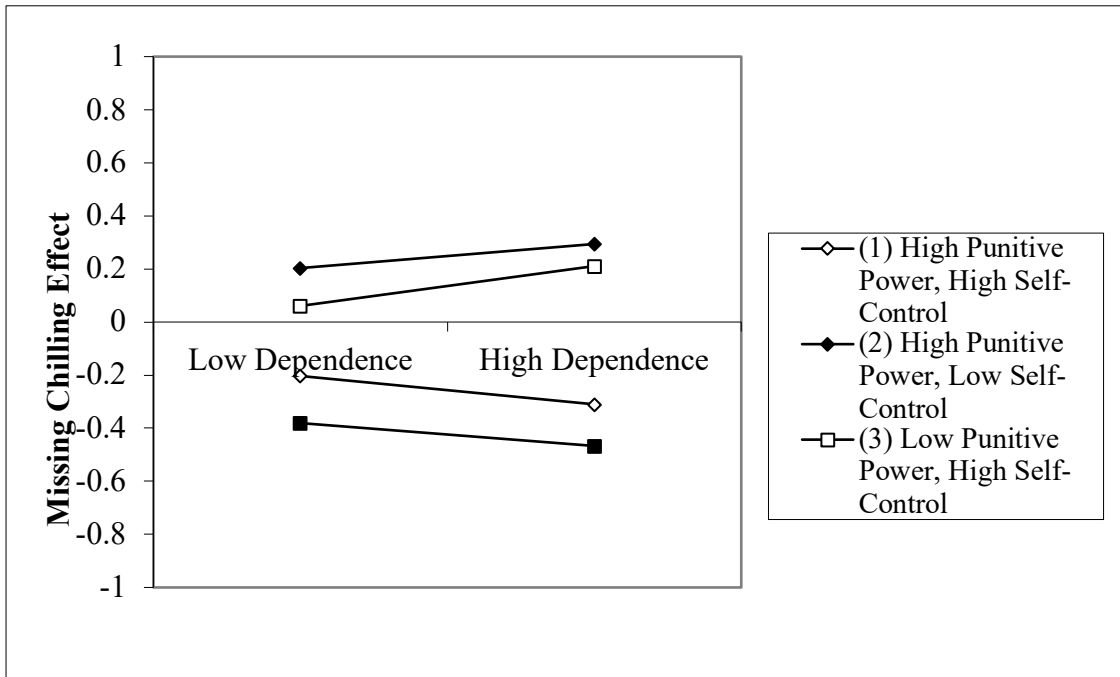 1
0.8
0.6
0.4
0.2
0
-0.2
-0.4
-0.6
-0.8
-1
Missing Chilling Effect
Low Dependence
High Dependence
(1) High Punitive
Power, High Self-
Control
(2) High Punitive
Power, Low Self-
Control
(3) Low Punitive
Power, High Self-
Control